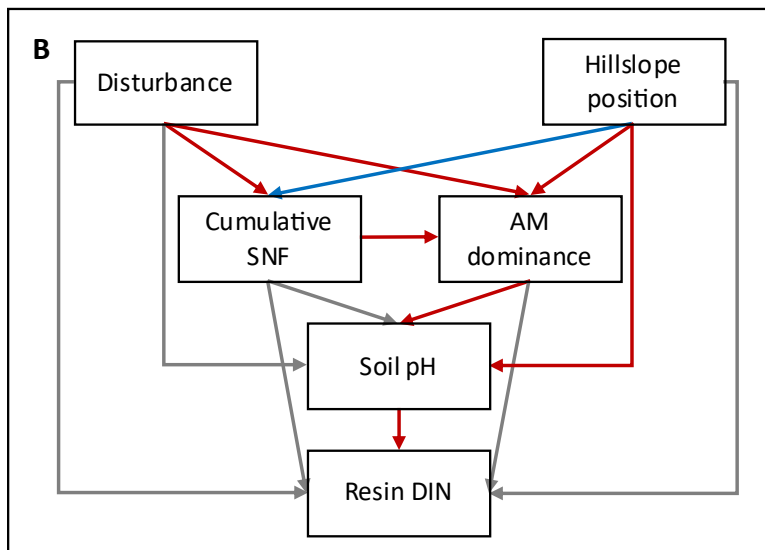 B
Disturbance
Hillslope
position
Cumulative
SNF
AM
dominance
Soil pH
Resin DIN